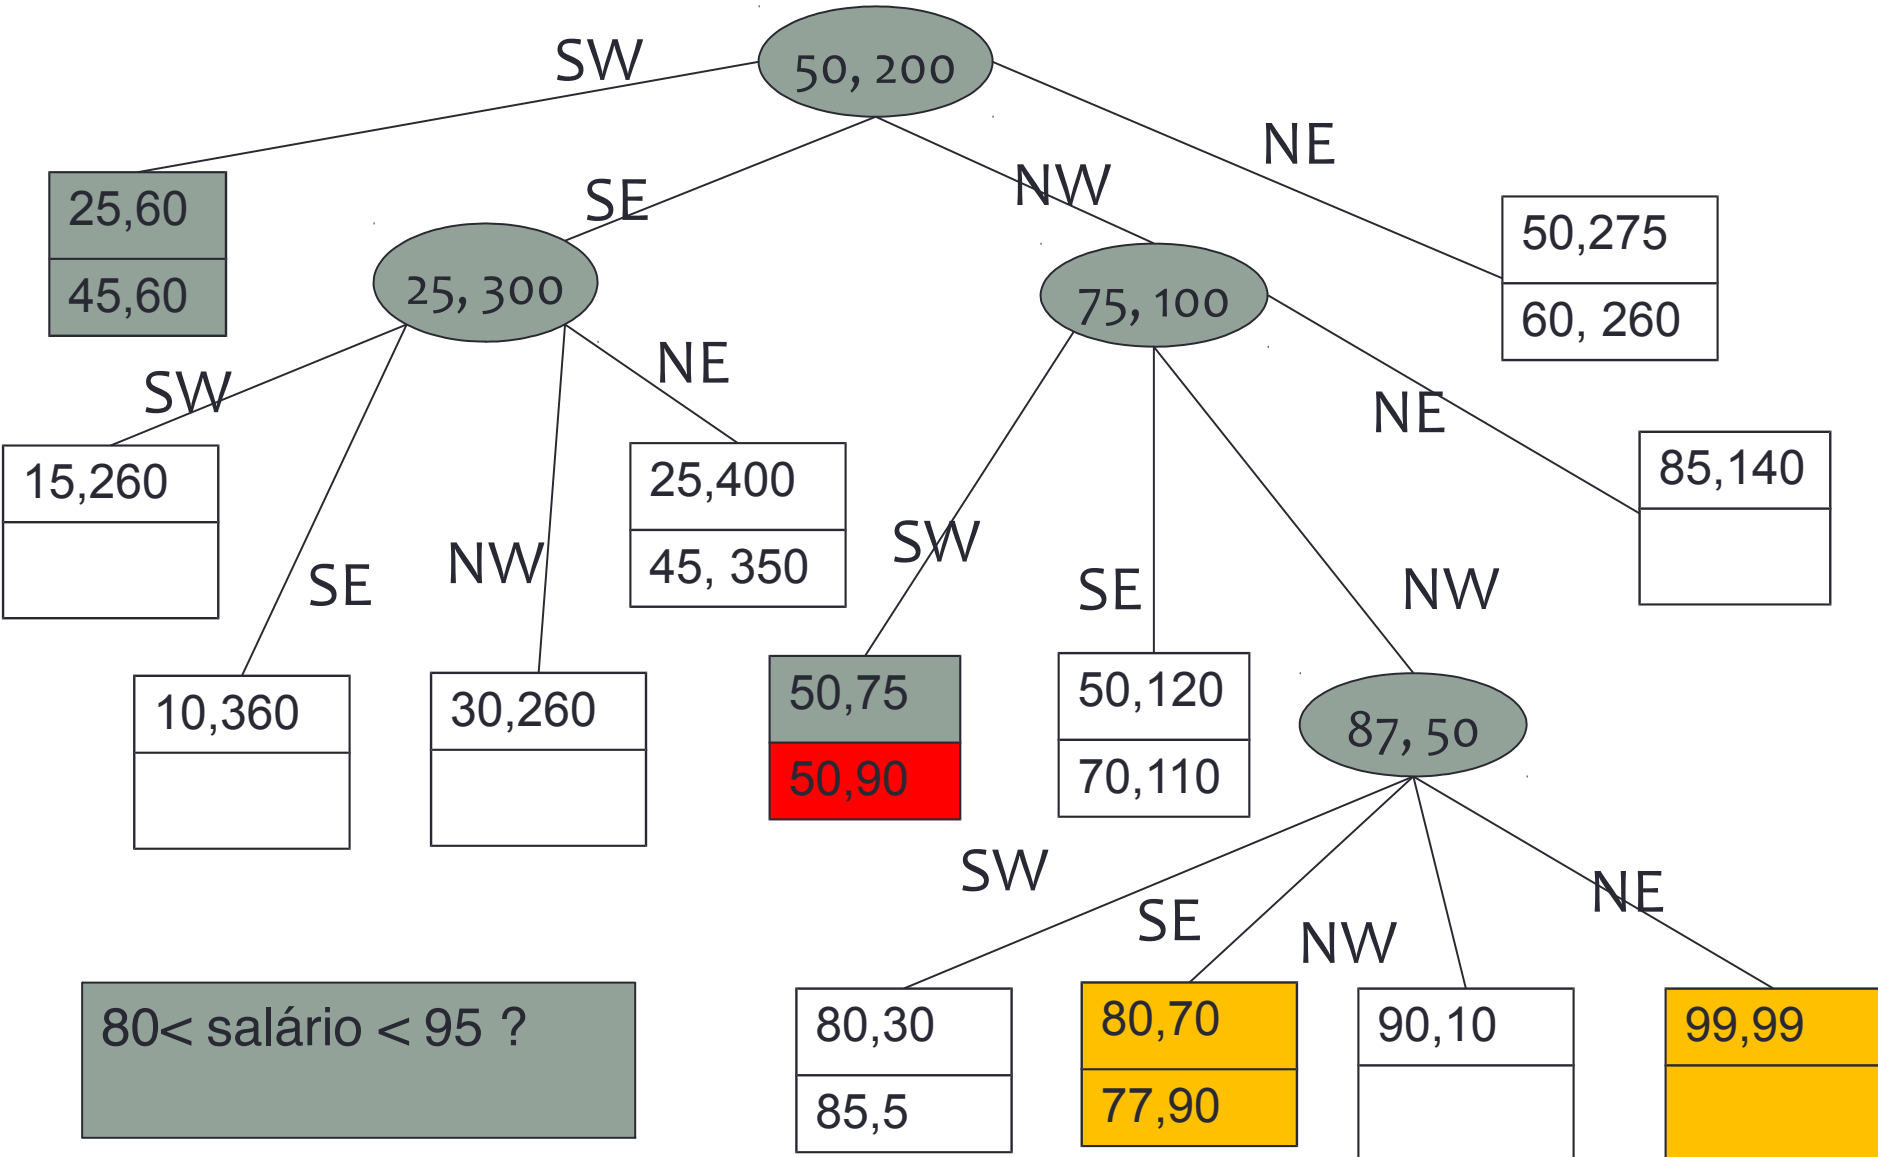 50, 200
SW
SE
NW
NE
25,60
45,60
25, 300
75, 100
50,275
60, 260
SW
SE
NW
NE
SW
SE
NW
NE
15,260
10,360
30,260
25,400
45, 350
50,75
50,90
50,120
70,110
87, 50
85,140
SW
SE
NW
NE
80< salário < 95 ?
80,30
85,5
80,70
77,90
90,10
99,99